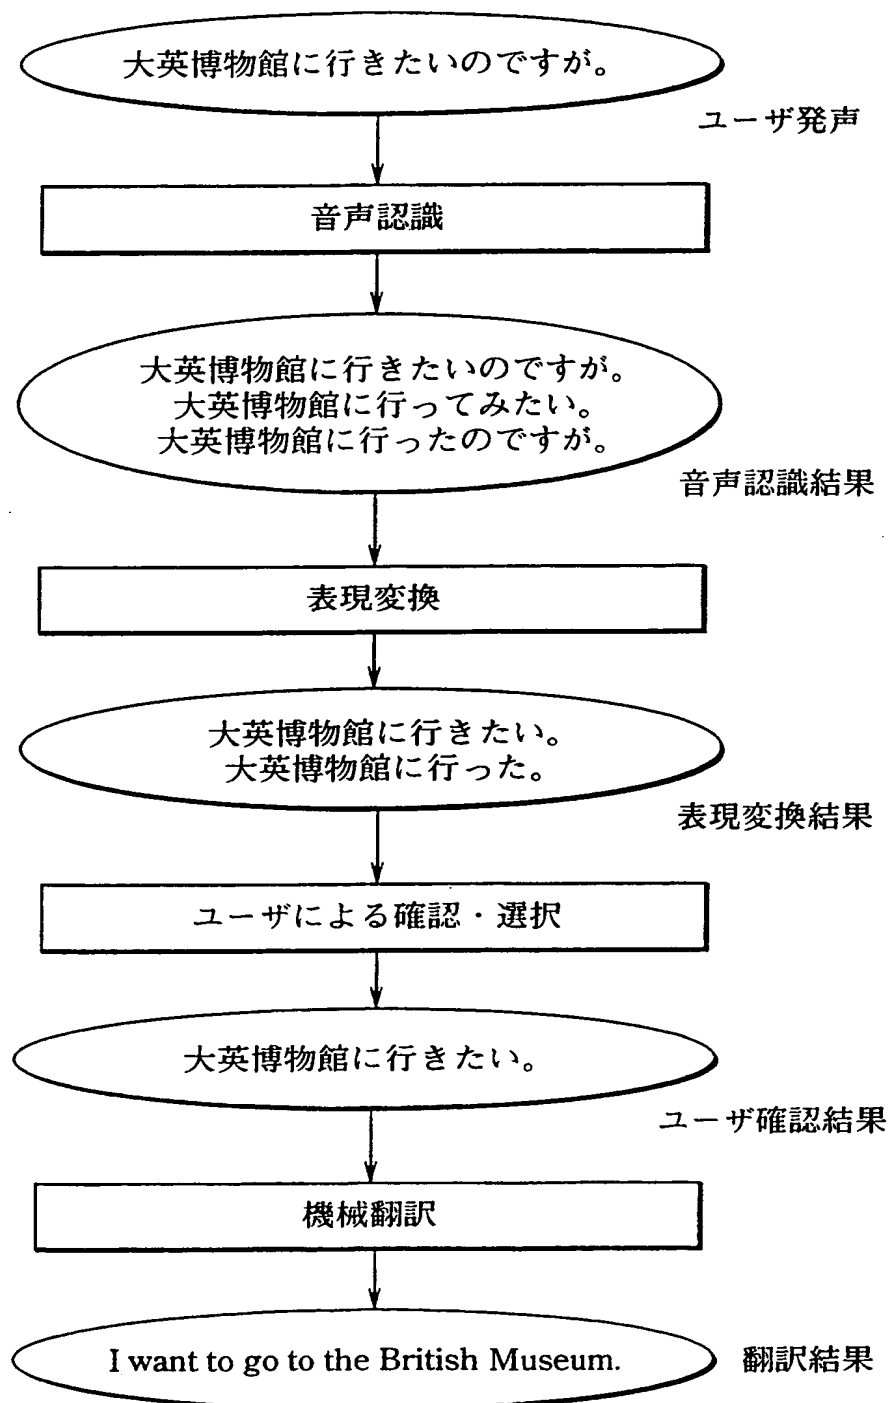 大英博物館に行きたいのですが。
ユーザ発声
音声認識
大英博物館に行きたいのですが。
大英博物館に行ってみたい。
大英博物館に行ったのですが。
音声認識結果
表現変換
大英博物館に行きたい。
大英博物館に行った。
表現変換結果
ユーザによる確認・選択
大英博物館に行きたい。
ユーザ確認結果
機械翻訳
I want to go to the British Museum.
翻訳結果